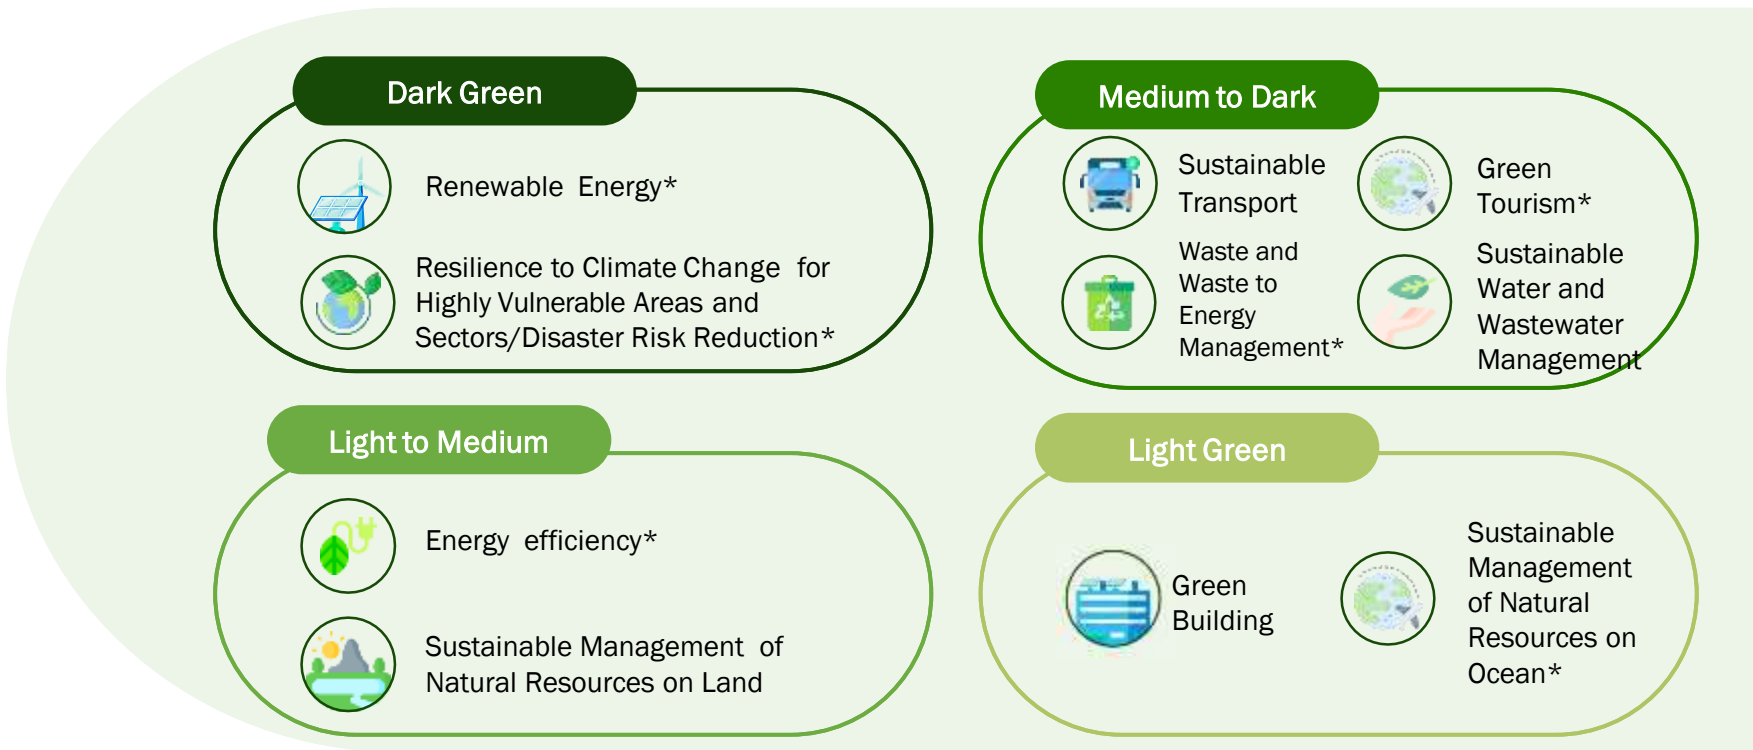 Dark Green
Renewable Energy*
Resilience to Climate Change for
Highly Vulnerable Areas and
Sectors/Disaster Risk Reduction*
Medium to Dark
Sustainable
Transport
Green
Tourism*
Waste and
Waste to
Energy
Management*
Sustainable
Water and
Wastewater
Management
Light to Medium
Energy efficiency*
Sustainable Management of
Natural Resources on Land
Light Green
Green
Building
Sustainable
Management
of Natural
Resources on
Ocean*